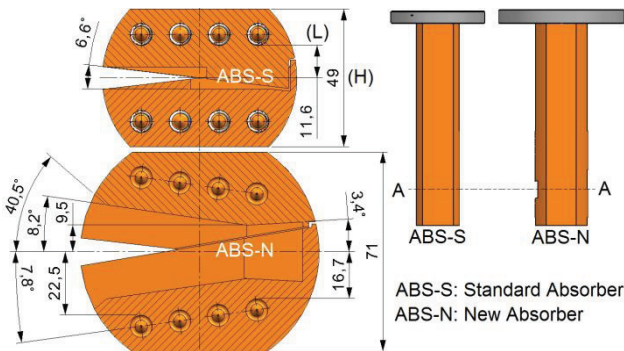 6,6°
ABS-S
(L)
49 (H)
11,6
40,5°
8,2°
9,5
ABS-N
3,4°
7,8°
22,5
16,7
71
A A
ABS-S ABS-N
ABS-S: Standard Absorber
ABS-N: New Absorber